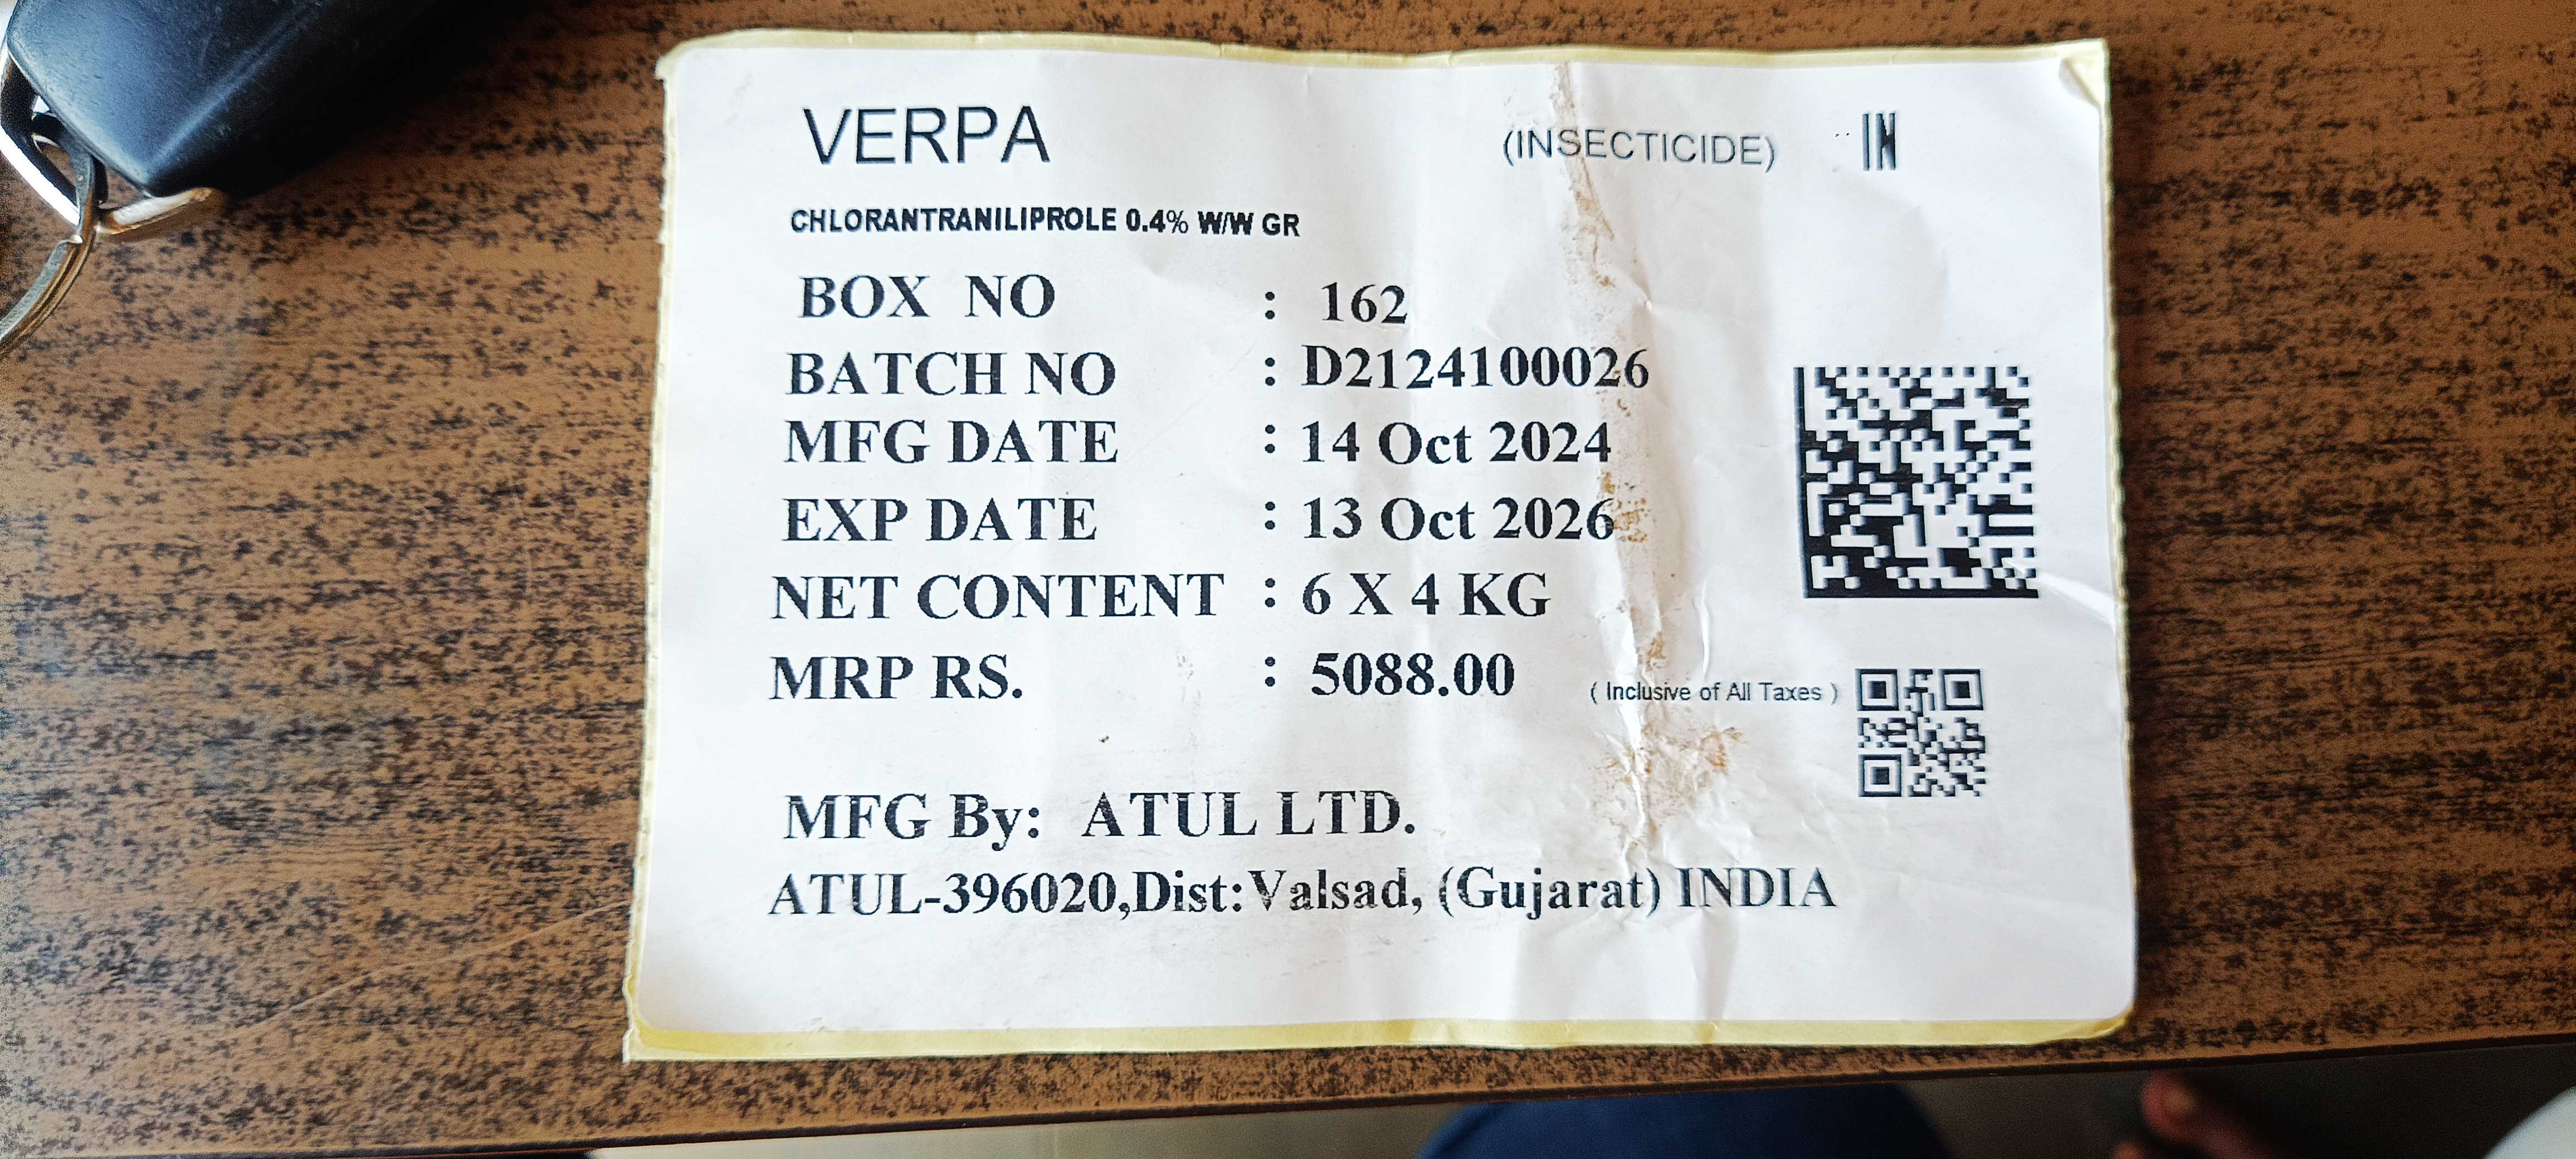 VERPA (INSECTICIDE) IN
CHLORANTRANILIPROLE 0.4% W/W GR
BOX NO : 162
BATCH NO : D2124100026
MFG DATE : 14 Oct 2024
EXP DATE : 13 Oct 2026
NET CONTENT : 6 X 4 KG
MRP RS. : 5088.00 ( Inclusive of All Taxes )
MFG By: ATUL LTD.
ATUL-396020,Dist:Valsad, (Gujarat) INDIA